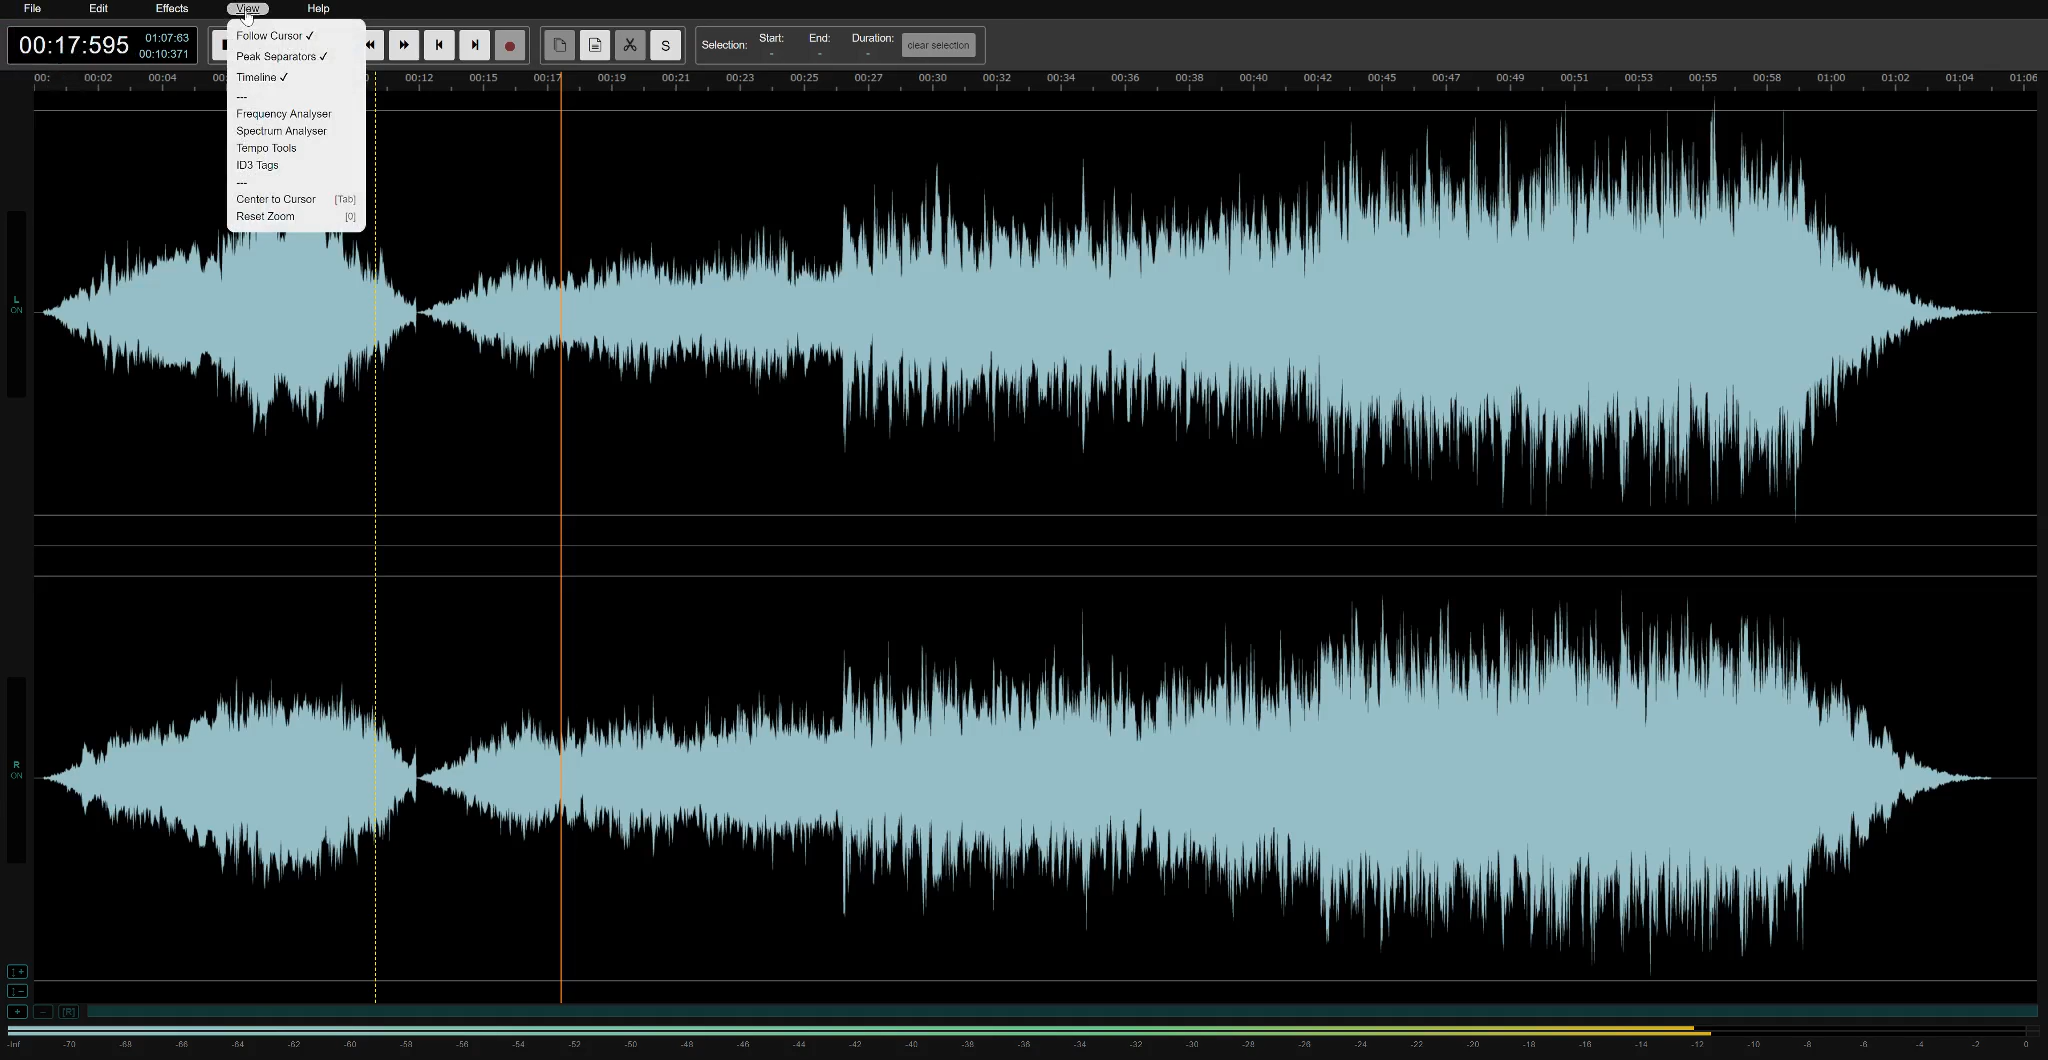 File Edit Effects View Help
00:17:595 01:07:63
00:10:371
Follow Cursor ✓
Peak Separators ✓
Timeline ✓
---
Frequency Analyser
Spectrum Analyser
Tempo Tools
ID3 Tags
---
Center to Cursor [Tab]
Reset Zoom [0]
S
Selection: Start: End: Duration: clear selection
- - -
00: 00:02 00:04 00:12 00:15 00:17 00:19 00:21 00:23 00:25 00:27 00:30 00:32 00:34 00:36 00:38 00:40 00:42 00:45 00:47 00:49 00:51 00:53 00:55 00:58 01:00 01:02 01:04 01:06
L
ON
R
ON
+ - [R]
-Inf -70 -68 -66 -64 -62 -60 -58 -56 -54 -52 -50 -48 -46 -44 -42 -40 -38 -36 -34 -32 -30 -28 -26 -24 -22 -20 -18 -16 -14 -12 -10 -8 -6 -4 -2 0